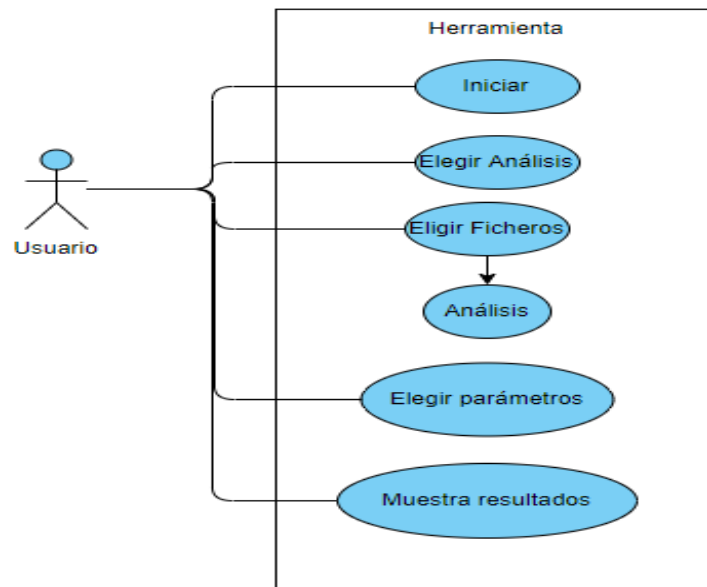 Herramienta
Iniciar
Elegir Análisis
Usuario
Eligir Ficheros
Análisis
Elegir parámetros
Muestra resultados